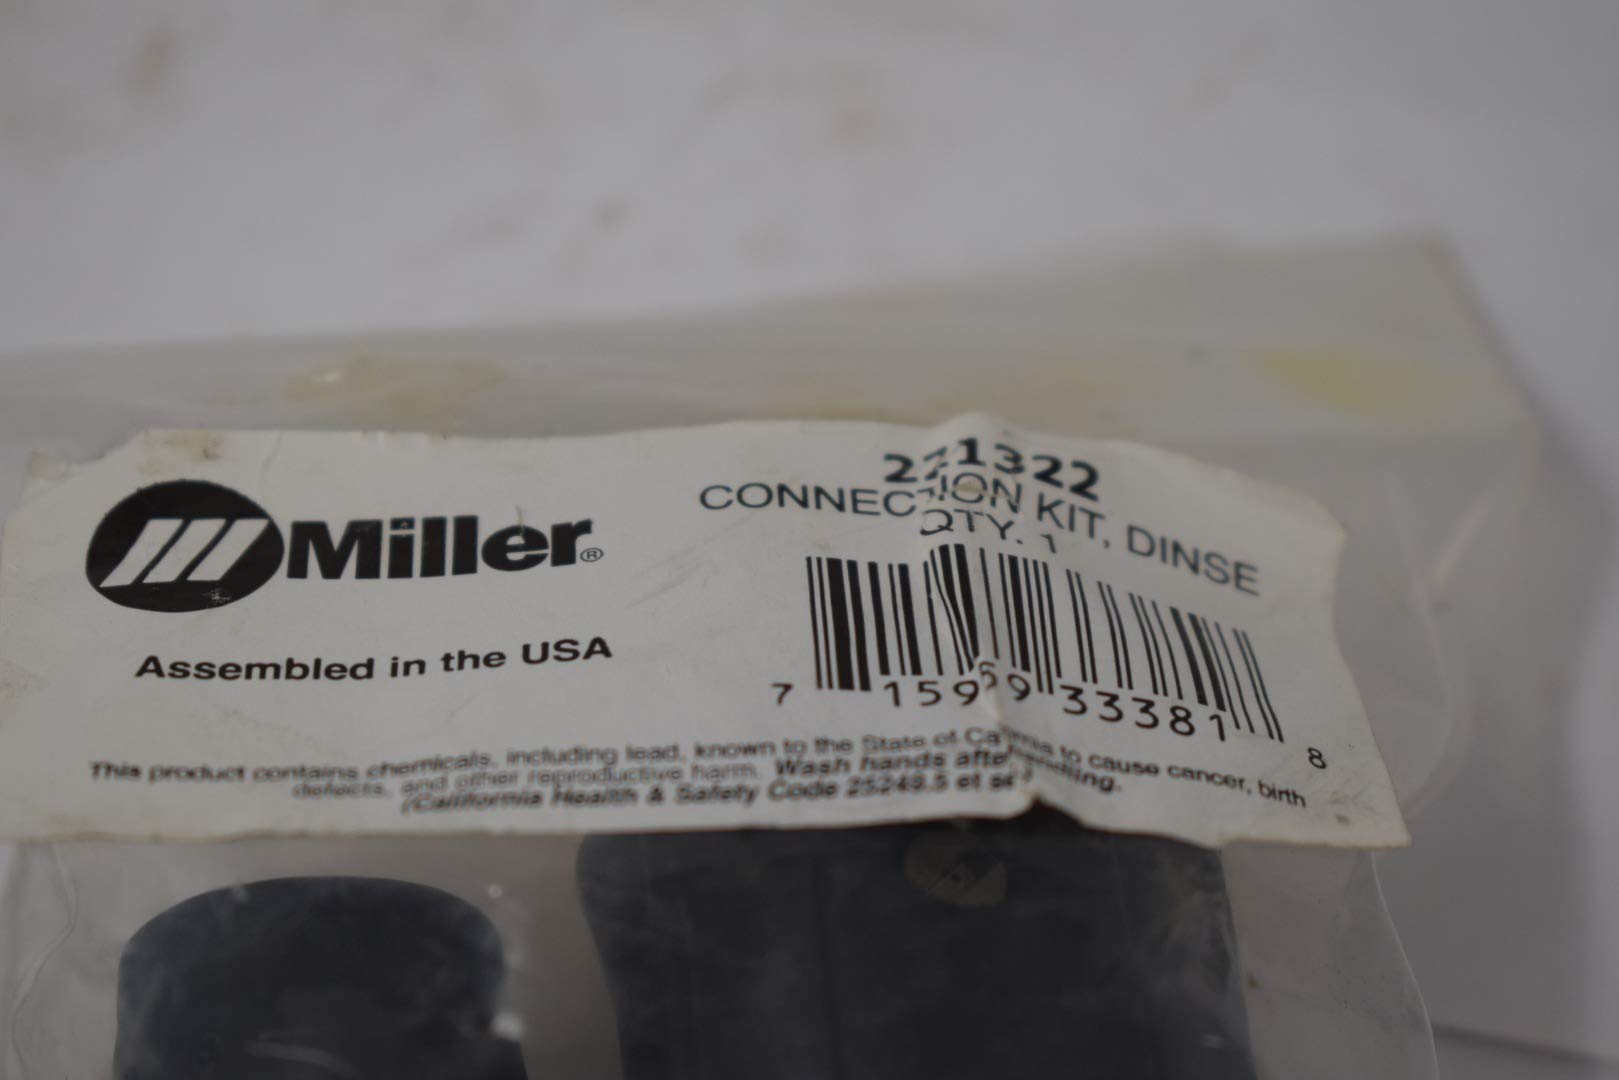 Miller®
Assembled in the USA
221322
CONNECTION KIT, DINSE
QTY. 1
7 15959 33381 8
This product contains chemicals, including lead, known to the State of California to cause cancer, birth
defects, and other reproductive harm. Wash hands after handling.
(California Health & Safety Code 25249.5 et seq.)